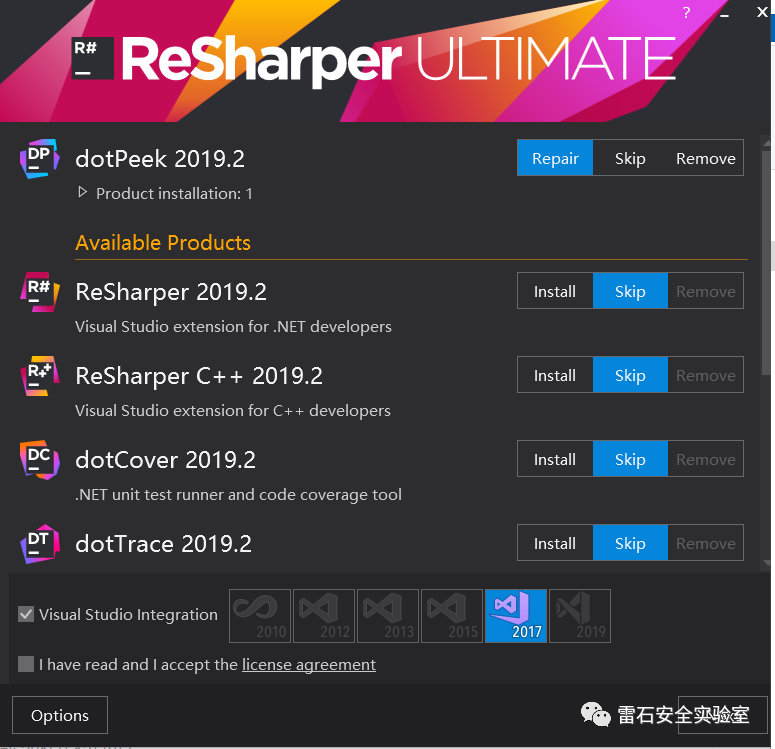 ?
R#
ReSharper ULTIMATE
DP
dotPeek 2019.2
Repair Skip Remove
Product installation: 1
Available Products
R#
ReSharper 2019.2
Install Skip Remove
Visual Studio extension for .NET developers
R++
ReSharper C++ 2019.2
Install Skip Remove
Visual Studio extension for C++ developers
DC
dotCover 2019.2
Install Skip Remove
.NET unit test runner and code coverage tool
DT
dotTrace 2019.2
Install Skip Remove
Visual Studio Integration
2010 2012 2013 2015 2017 2019
I have read and I accept the license agreement
Options
雷石安全实验室